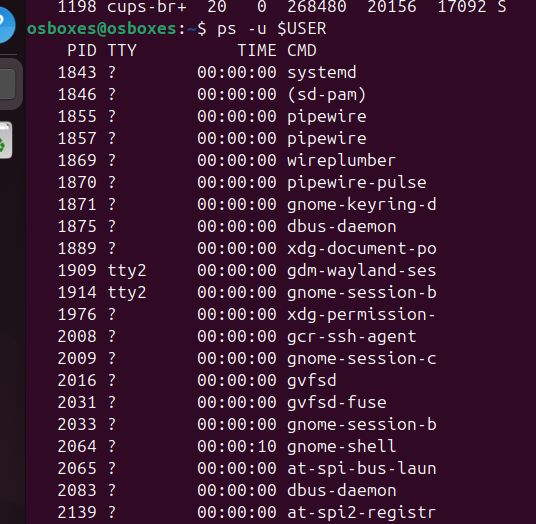 1198 cups-br+  20   0  268480  20156  17092 S
osboxes@osboxes:~$ ps -u $USER
    PID TTY          TIME CMD
   1843 ?        00:00:00 systemd
   1846 ?        00:00:00 (sd-pam)
   1855 ?        00:00:00 pipewire
   1857 ?        00:00:00 pipewire
   1869 ?        00:00:00 wireplumber
   1870 ?        00:00:00 pipewire-pulse
   1871 ?        00:00:00 gnome-keyring-d
   1875 ?        00:00:00 dbus-daemon
   1889 ?        00:00:00 xdg-document-po
   1909 tty2     00:00:00 gdm-wayland-ses
   1914 tty2     00:00:00 gnome-session-b
   1976 ?        00:00:00 xdg-permission-
   2008 ?        00:00:00 gcr-ssh-agent
   2009 ?        00:00:00 gnome-session-c
   2016 ?        00:00:00 gvfsd
   2031 ?        00:00:00 gvfsd-fuse
   2033 ?        00:00:00 gnome-session-b
   2064 ?        00:00:10 gnome-shell
   2065 ?        00:00:00 at-spi-bus-laun
   2083 ?        00:00:00 dbus-daemon
   2139 ?        00:00:00 at-spi2-registr